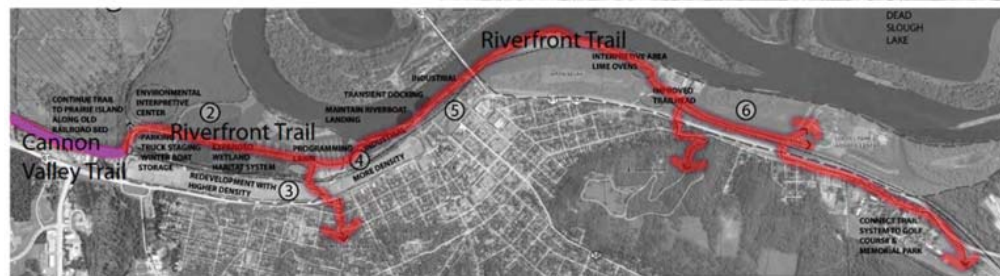 DEAD
SLOUGH
LAKE
Riverfront Trail
INTERPRETIVE AREA
LIME OVENS
INDUSTRIAL
IMPROVED
TRAILHEAD
TRANSIENT DOCKING
MAINTAIN RIVERBOAT
LANDING
CONTINUE TRAIL
TO PRAIRIE ISLAND
ALONG OLD
RAILROAD BED
ENVIRONMENTAL
INTERPRETIVE
CENTER
2
5
6
Riverfront Trail
Cannon
Valley Trail
PARKING
TRUCK STAGING
WINTER BOAT
STORAGE
EXPAND
WETLAND
HABITAT SYSTEM
PROGRAMMING
LAWN
4
INDUSTRIAL
MORE DENSITY
REDEVELOPMENT WITH
HIGHER DENSITY
3
CONNECT TRAIL
SYSTEM TO GOLF
COURSE &
MEMORIAL PARK